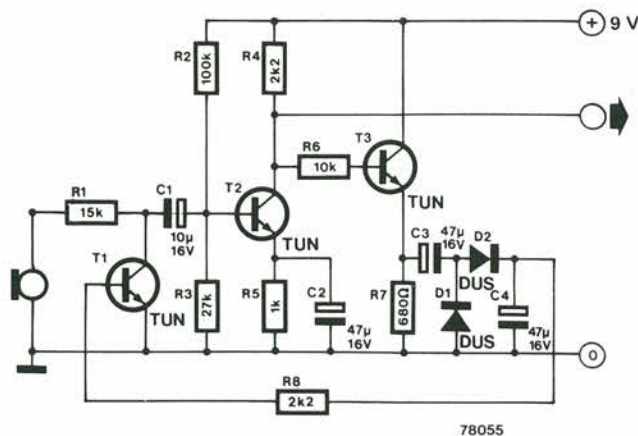 + 9 V
R2
100k
R4
2k2
T3
R6
10k
TUN
R1
15k
C1
10μ
16V
T2
TUN
T1
TUN
R3
27k
R5
1k
C2
47μ
16V
C3
47μ
16V
D2
DUS
R7
680Ω
D1
DUS
C4
47μ
16V
0
R8
2k2
78055